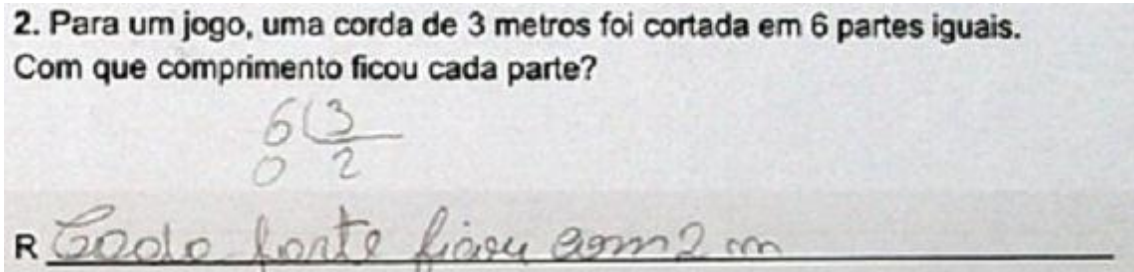 2. Para um jogo, uma corda de 3 metros foi cortada em 6 partes iguais.
Com que comprimento ficou cada parte?
6 3
0 2
R Cada parte ficou com 2 m